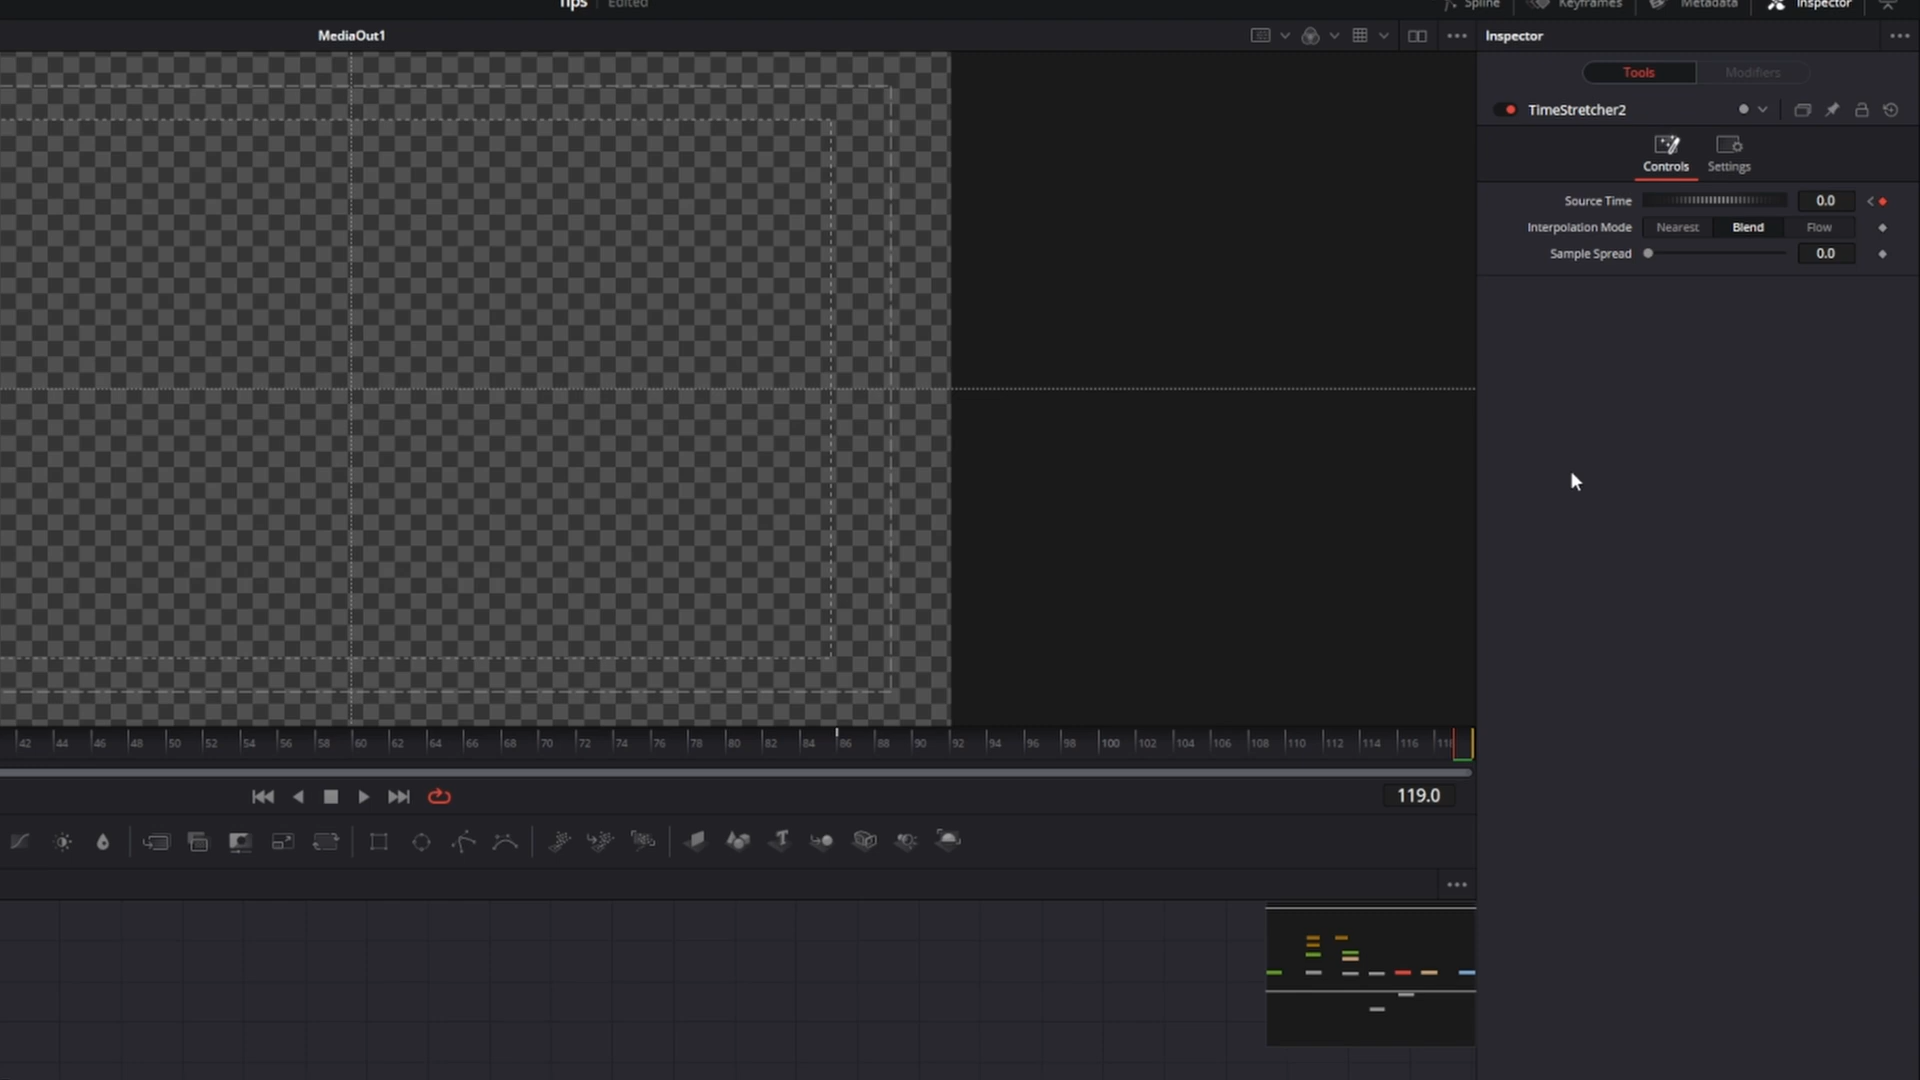 Tips Edited
Spline Keyframes Metadata Inspector
MediaOut1
Inspector
Tools Modifiers
TimeStretcher2
Controls Settings
Source Time 0.0
Interpolation Mode Nearest Blend Flow
Sample Spread 0.0
42 44 46 48 50 52 54 56 58 60 62 64 66 68 70 72 74 76 78 80 82 84 86 88 90 92 94 96 98 100 102 104 106 108 110 112 114 116
119.0